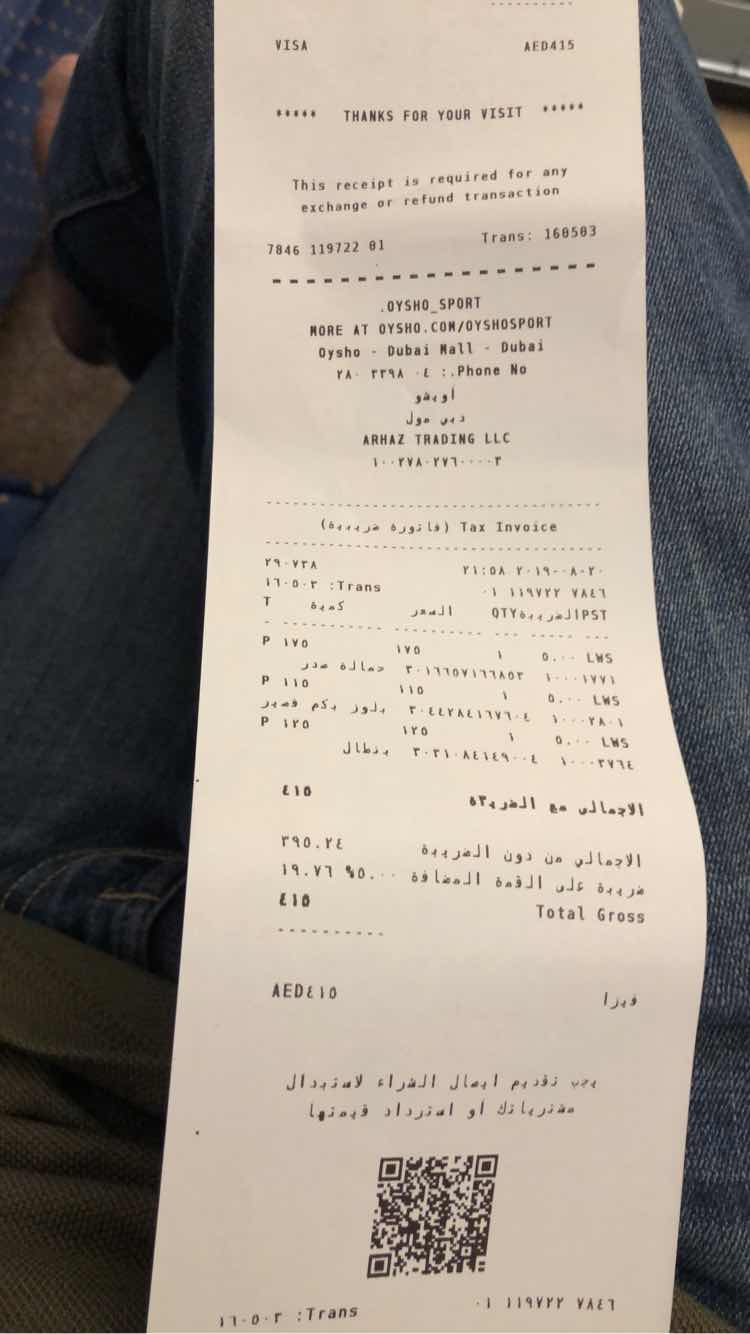 VISA AED415
***** THANKS FOR YOUR VISIT *****
This receipt is required for any
exchange or refund transaction
7846 119722 01 Trans: 160503
.OYSHO_SPORT
MORE AT OYSHO.COM/OYSHOSPORT
Oysho - Dubai Mall - Dubai
٢٨٠ ٣٣٩٨ ٠٤ :.Phone No
أويشو
دبي مول
ARHAZ TRADING LLC
١٠٠٢٧٨٠٢٧٦٠٠٠٠٣
(فاتورة ضريبية) Tax Invoice
٢٩٠٧٣٨ ٢١:٥٨ ٢٠١٩-٠٨-٢٠
١٦٠٥٠٣ :Trans ٠١ ١١٩٧٢٢ ٧٨٤٦
T كمية السعر QTYالضريبةPST
P ١٧٥ ١٧٥ ١ ٥.٠٠ LWS
حمالة صدر ٣٠١٦٦٥٧١٦٦٨٥٣ ١٠٠٠١٧٧١
P ١١٥ ١١٥ ١ ٥.٠٠ LWS
بلوز بكم قصير ٣٠٤٤٢٨٤١٦٧٦٠٤ ١٠٠٠٢٨٠١
P ١٢٥ ١٢٥ ١ ٥.٠٠ LWS
بنطال ٣٠٣١٠٨٤١٤٩٠٠٤ ١٠٠٠٣٧٦٤
الاجمالي مع الضريبة ٤١٥
الاجمالي من دون الضريبة ٣٩٠.٢٤
ضريبة على القمة المضافة ٥.٠٠% ١٩.٧٦
Total Gross ٤١٥
فيزا AED٤١٥
يجب تقديم ايصال الشراء لاستبدال
مشترياتك أو استرداد قيمتها
١٦٠٥٠٣ :Trans ٠١ ١١٩٧٢٢ ٧٨٤٦